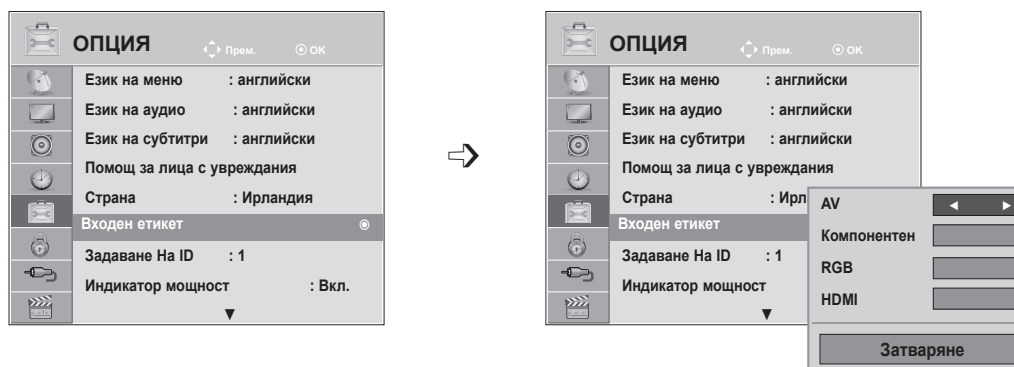 ОПЦИЯ
Прем. OK
Език на меню : английски
Език на аудио : английски
Език на субтитри : английски
Помощ за лица с увреждания
Страна : Ирландия
Входен етикет
Задаване На ID : 1
Индикатор мощност : Вкл.
ОПЦИЯ
Прем. OK
Език на меню : английски
Език на аудио : английски
Език на субтитри : английски
Помощ за лица с увреждания
Страна : Ирл
Входен етикет
Задаване На ID : 1
Индикатор мощност
AV
Компонентен
RGB
HDMI
Затваряне